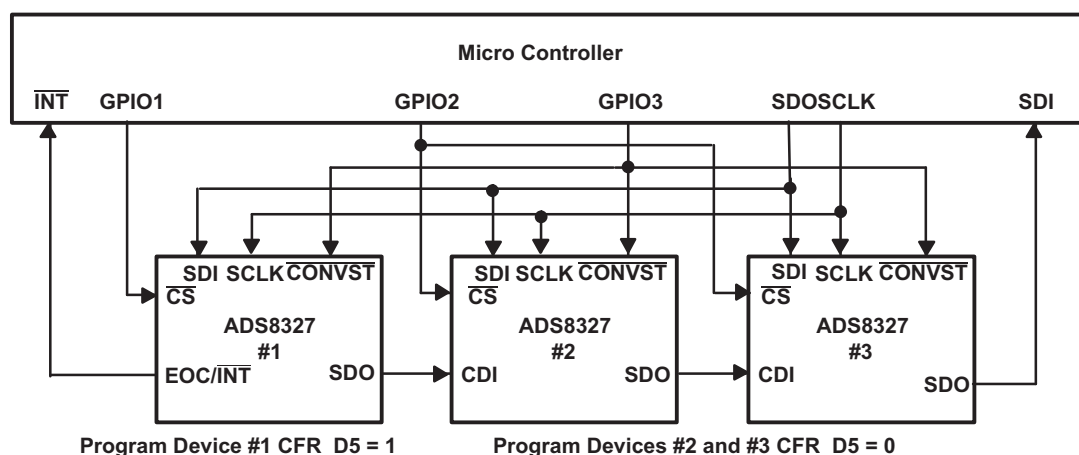 Micro Controller
INT GPIO1 GPIO2 GPIO3 SDOSCLK SDI
SDI SCLK CONVST
CS
ADS8327
#1
EOC/INT SDO
SDI SCLK CONVST
CS
ADS8327
#2
CDI SDO
SDI SCLK CONVST
CS
ADS8327
#3
CDI SDO
Program Device #1 CFR D5 = 1 Program Devices #2 and #3 CFR D5 = 0